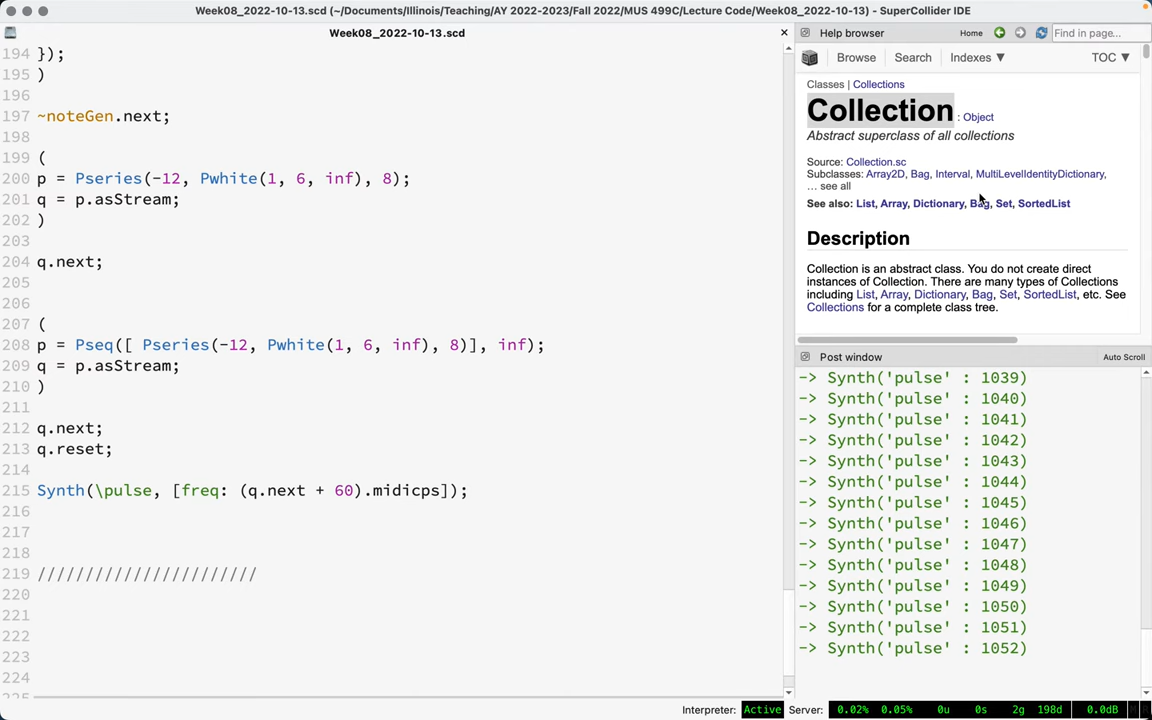 Week08_2022-10-13.scd (~/Documents/Illinois/Teaching/AY 2022-2023/Fall 2022/MUS 499C/Lecture Code/Week08_2022-10-13) - SuperCollider IDE
Week08_2022-10-13.scd
194 });
195 )
196
197 ~noteGen.next;
198
199 (
200 p = Pseries(-12, Pwhite(1, 6, inf), 8);
201 q = p.asStream;
202 )
203
204 q.next;
205
206
207 (
208 p = Pseq([ Pseries(-12, Pwhite(1, 6, inf), 8)], inf);
209 q = p.asStream;
210 )
211
212 q.next;
213 q.reset;
214
215 Synth(\pulse, [freq: (q.next + 60).midicps]);
216
217
218
219 ///////////////////////
220
221
222
223
224
Help browser Home Find in page...
Browse Search Indexes ▼ TOC ▼
Classes | Collections
Collection : Object
Abstract superclass of all collections
Source: Collection.sc
Subclasses: Array2D, Bag, Interval, MultiLevelIdentityDictionary,
... see all
See also: List, Array, Dictionary, Bag, Set, SortedList
Description
Collection is an abstract class. You do not create direct
instances of Collection. There are many types of Collections
including List, Array, Dictionary, Bag, Set, SortedList, etc. See
Collections for a complete class tree.
Post window Auto Scroll
-> Synth('pulse' : 1039)
-> Synth('pulse' : 1040)
-> Synth('pulse' : 1041)
-> Synth('pulse' : 1042)
-> Synth('pulse' : 1043)
-> Synth('pulse' : 1044)
-> Synth('pulse' : 1045)
-> Synth('pulse' : 1046)
-> Synth('pulse' : 1047)
-> Synth('pulse' : 1048)
-> Synth('pulse' : 1049)
-> Synth('pulse' : 1050)
-> Synth('pulse' : 1051)
-> Synth('pulse' : 1052)
Interpreter: Active Server: 0.02% 0.05% 0u 0s 2g 198d 0.0dB